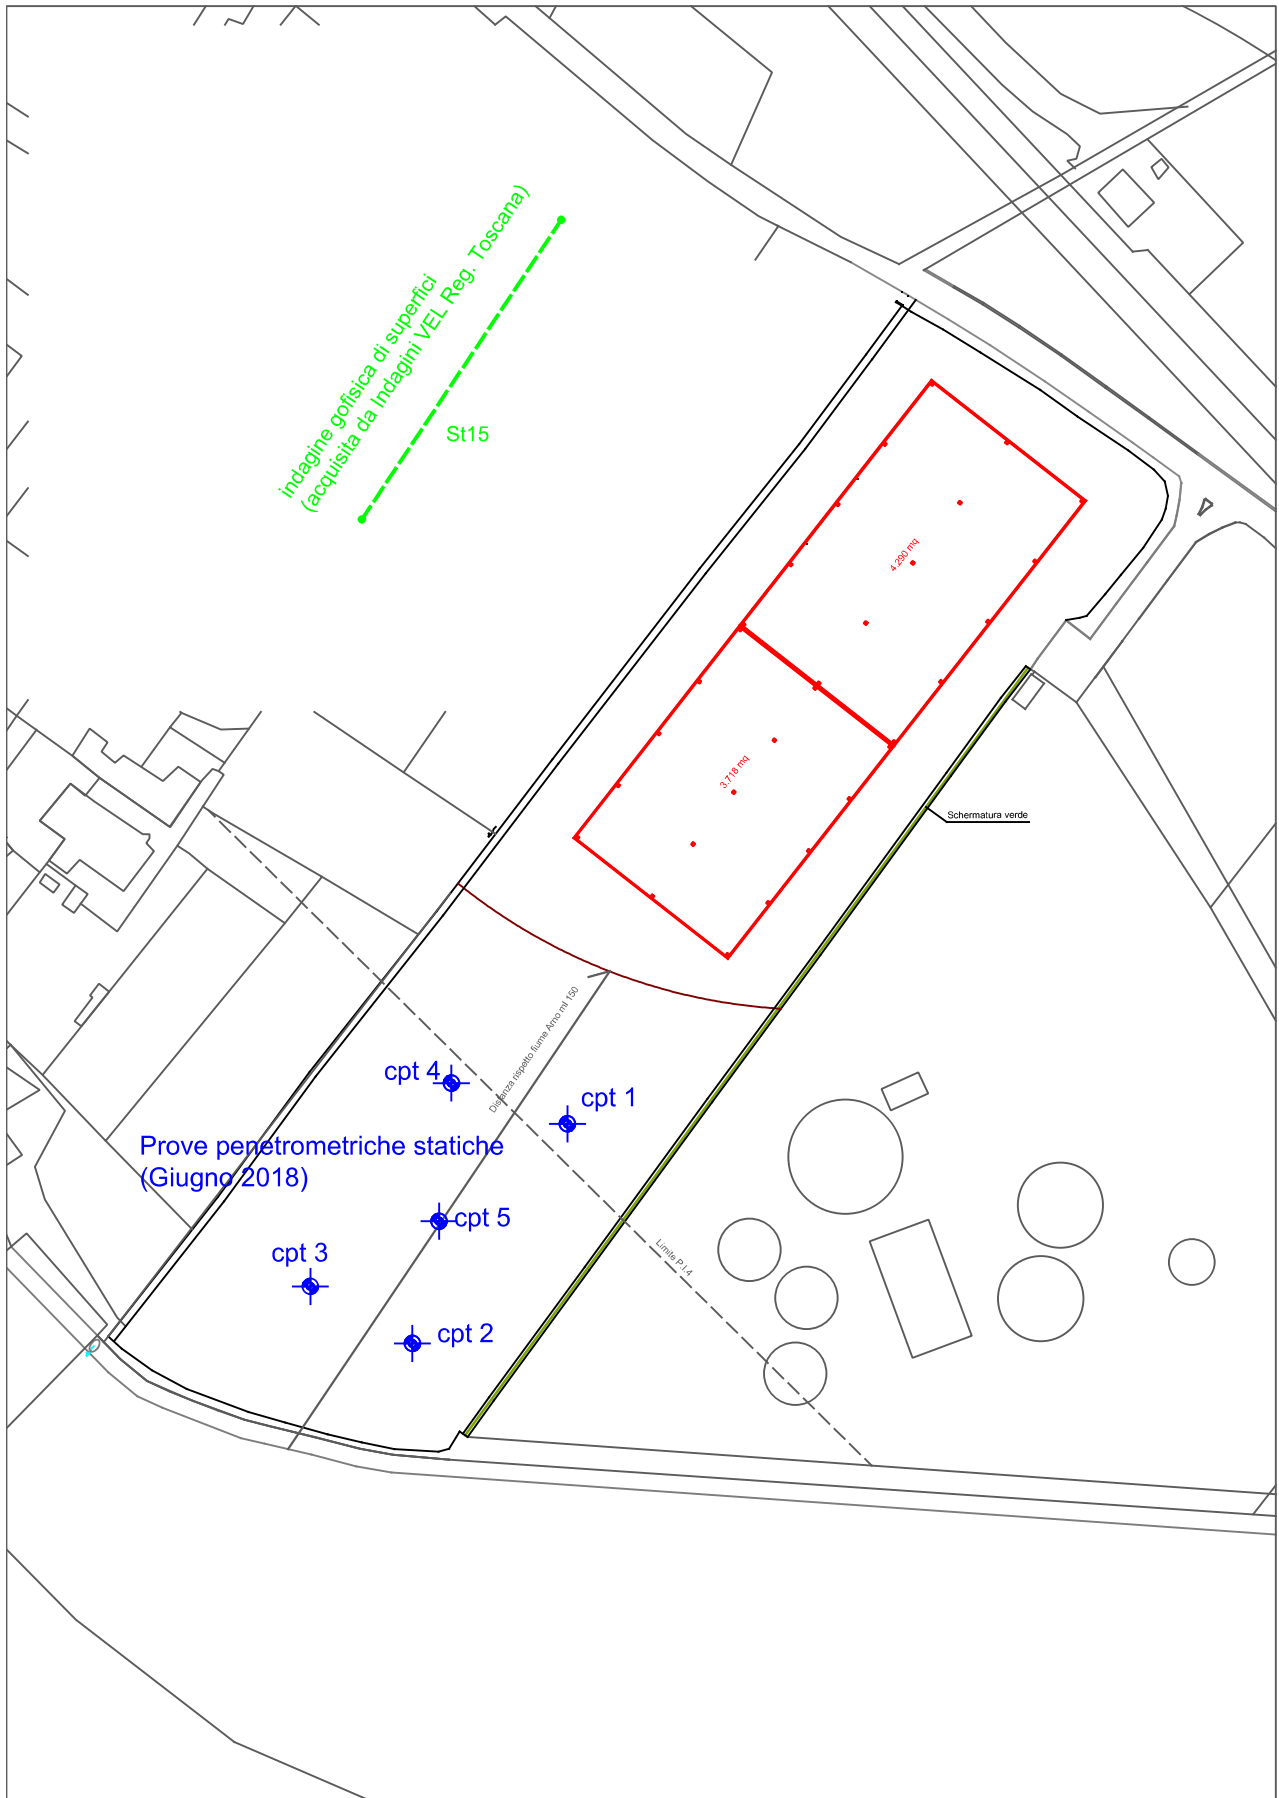 indagine gofisica di superfici
(acquisita da Indagini VEL Reg. Toscana)
St15
4.290 mq
3.718 mq
Schermatura verde
Distanza rispetto fiume Arno ml 150
cpt 4
cpt 1
Prove penetrometriche statiche
(Giugno 2018)
cpt 5
cpt 3
Limite P.I.4
cpt 2